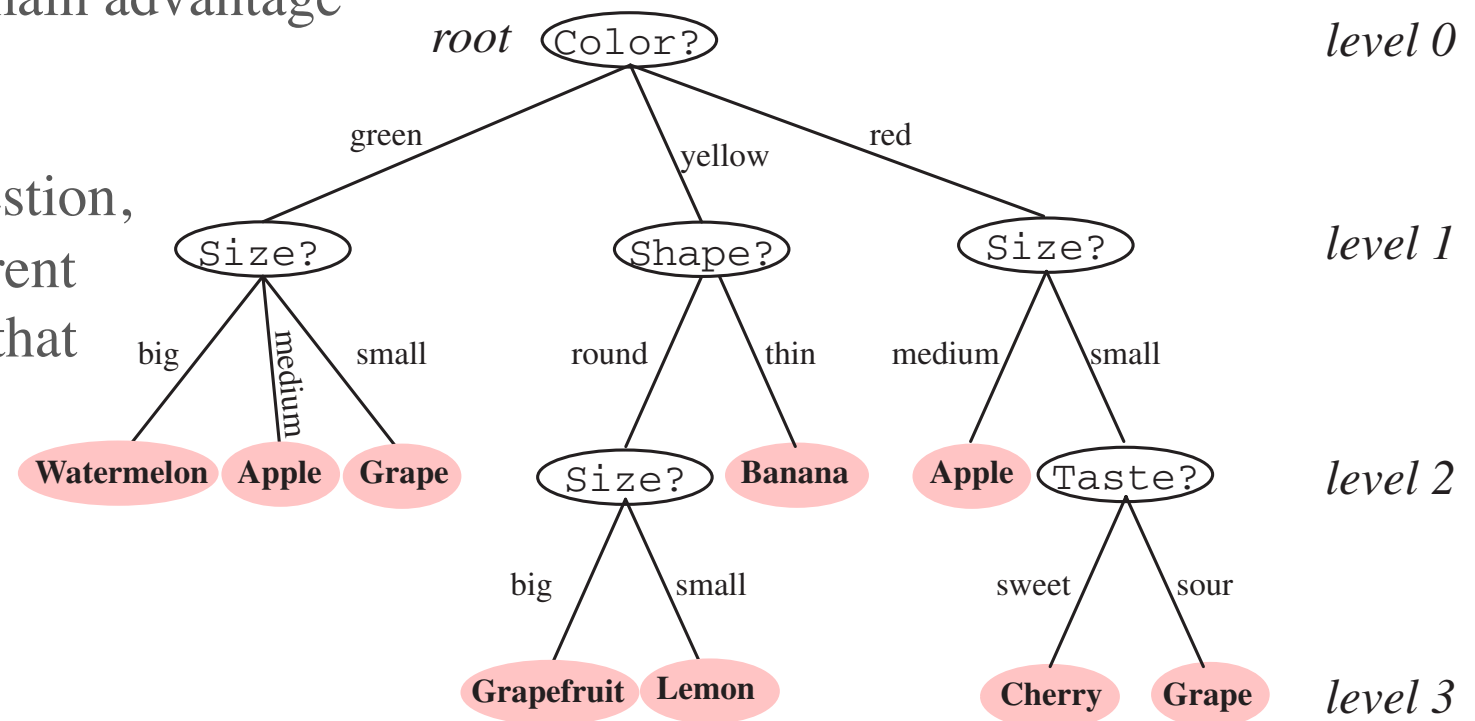 main advantage
root Color? level 0
green yellow red
estion,
Size? Shape? Size? level 1
rent
that
big medium small round thin medium small
Watermelon Apple Grape Size? Banana Apple Taste? level 2
big small sweet sour
Grapefruit Lemon Cherry Grape level 3